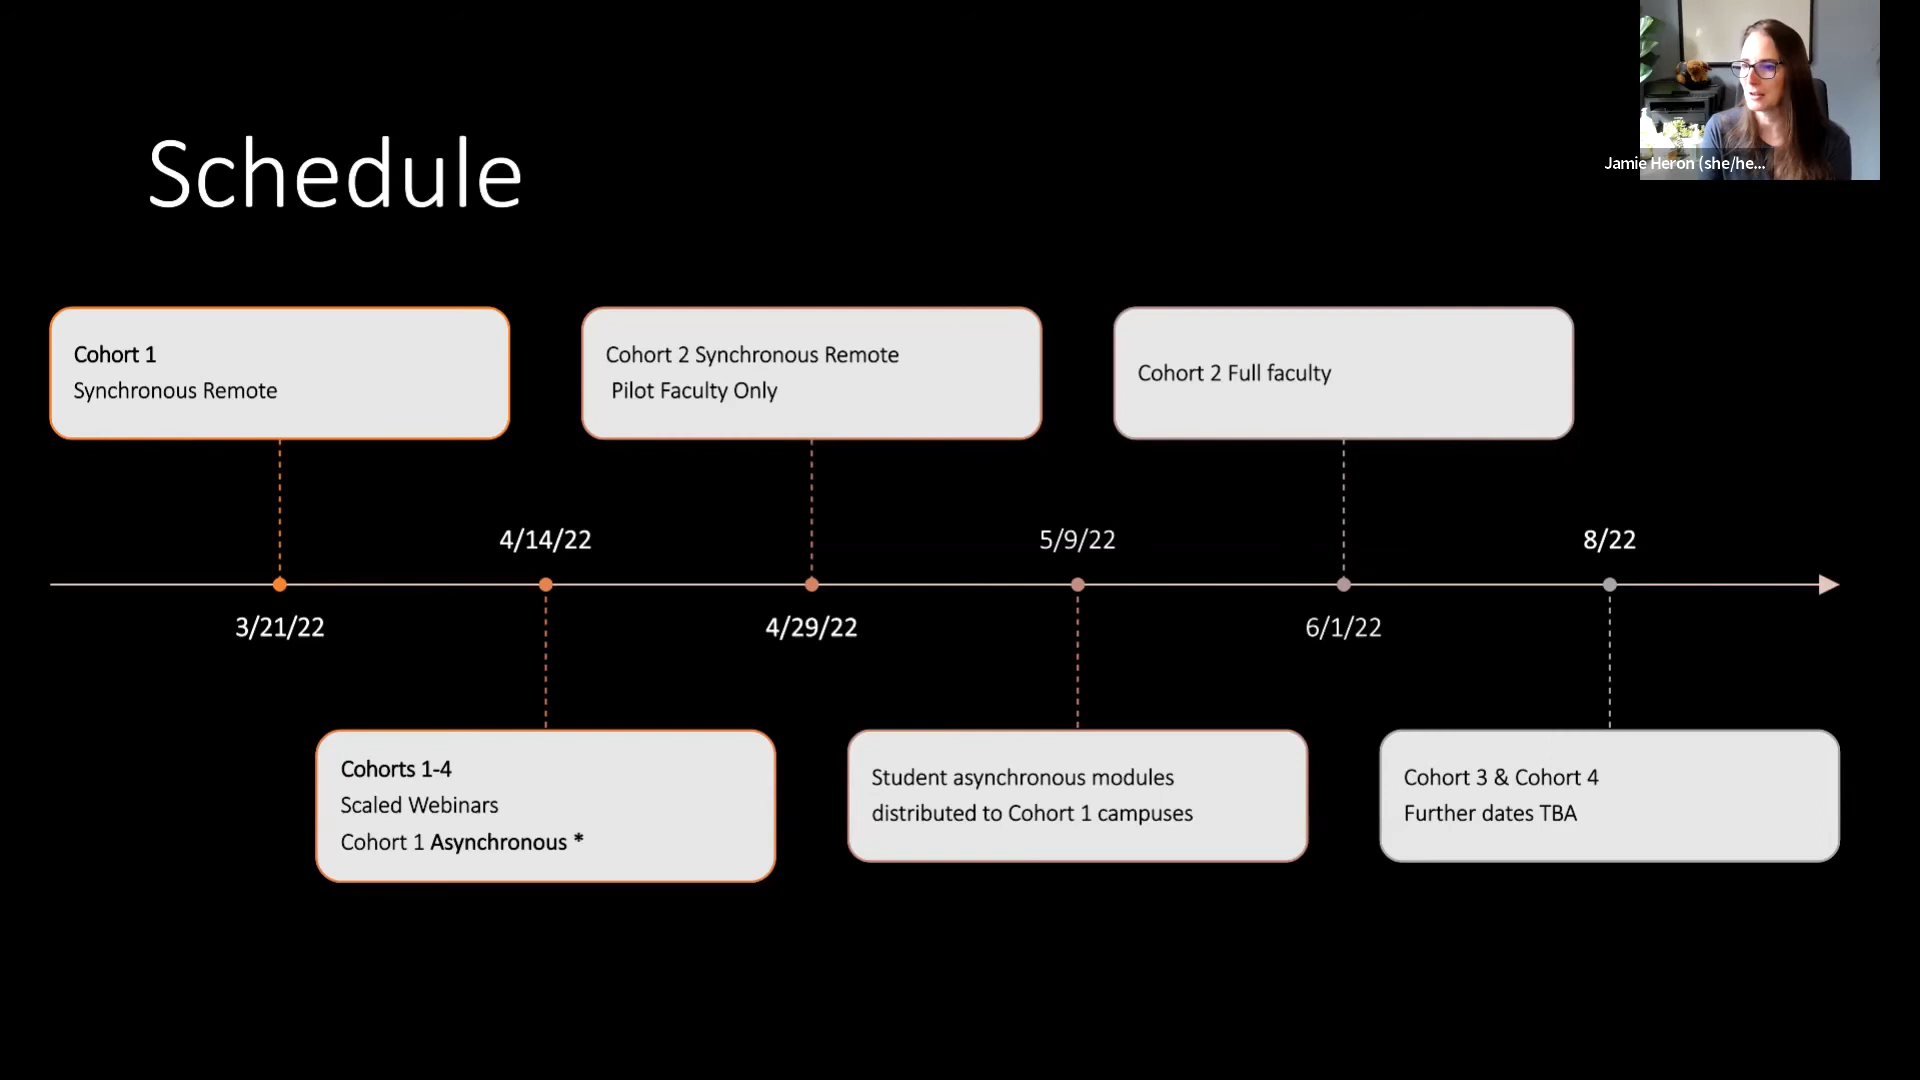 Jamie Heron (she/he...
Schedule
Cohort 1
Synchronous Remote
Cohort 2 Synchronous Remote
Pilot Faculty Only
Cohort 2 Full faculty
4/14/22
5/9/22
8/22
3/21/22
4/29/22
6/1/22
Cohorts 1-4
Scaled Webinars
Cohort 1 Asynchronous *
Student asynchronous modules
distributed to Cohort 1 campuses
Cohort 3 & Cohort 4
Further dates TBA